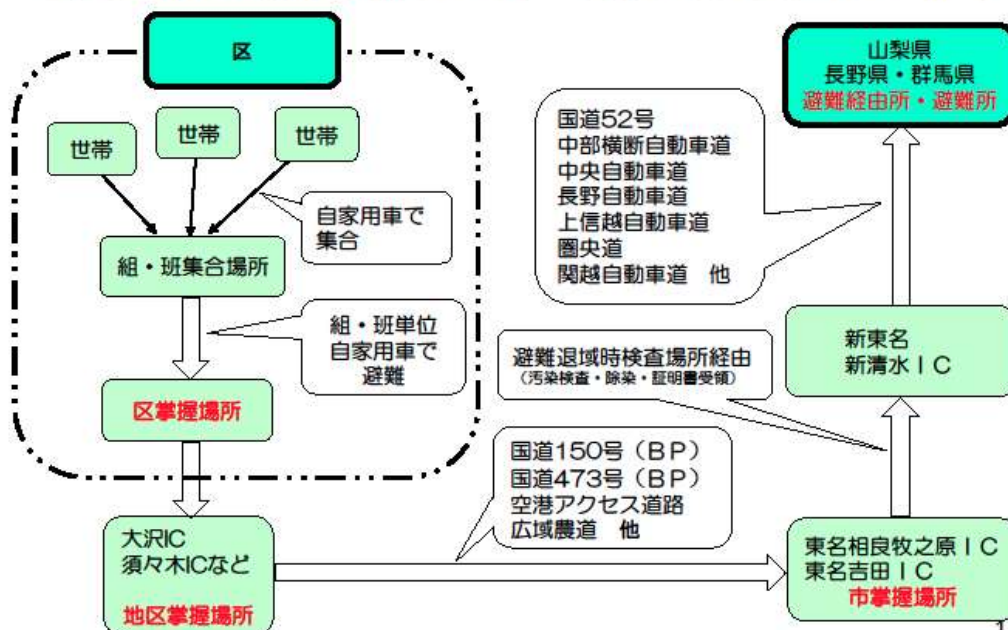 区
世帯
世帯
世帯
自家用車で
集合
組・班集合場所
組・班単位
自家用車で
避難
区掌握場所
大沢IC
須々木ICなど
地区掌握場所
国道150号（ＢＰ）
国道473号（ＢＰ）
空港アクセス道路
広域農道 他
東名相良牧之原ＩＣ
東名吉田ＩＣ
市掌握場所
避難退域時検査場所経由
（汚染検査・除染・証明書受領）
新東名
新清水ＩＣ
国道52号
中部横断自動車道
中央自動車道
長野自動車道
上信越自動車道
圏央道
関越自動車道 他
山梨県
長野県・群馬県
避難経由所・避難所